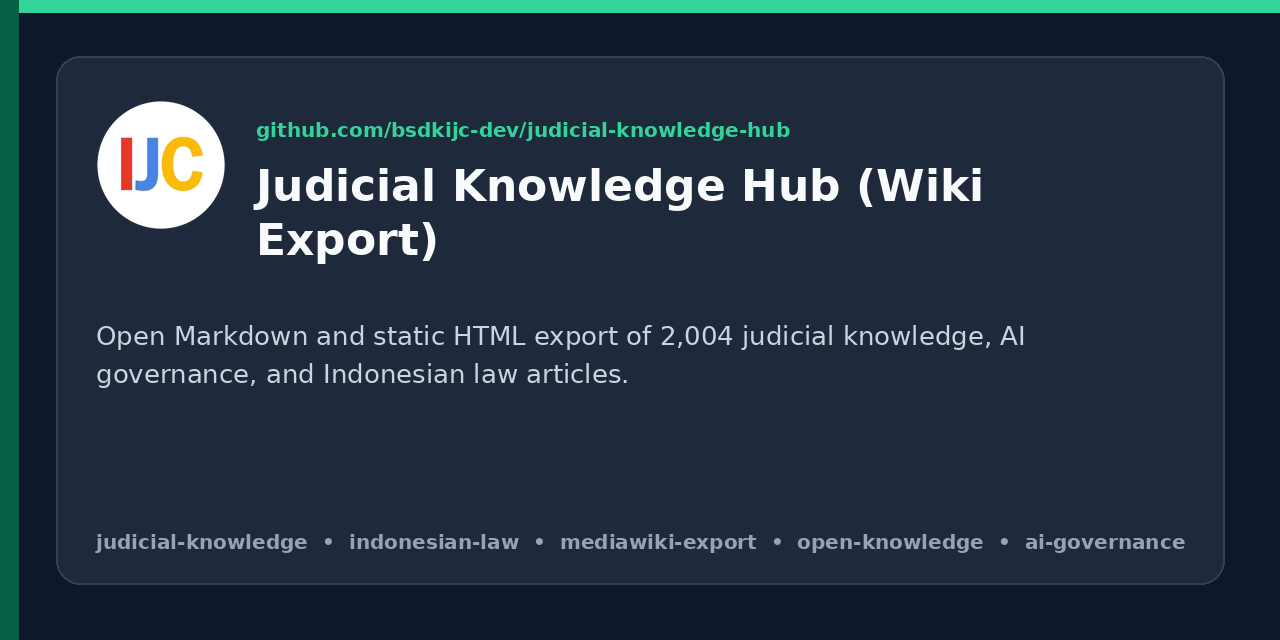 IJC
github.com/bsdkijc-dev/judicial-knowledge-hub
Judicial Knowledge Hub (Wiki
Export)
Open Markdown and static HTML export of 2,004 judicial knowledge, AI
governance, and Indonesian law articles.
judicial-knowledge • indonesian-law • mediawiki-export • open-knowledge • ai-governance